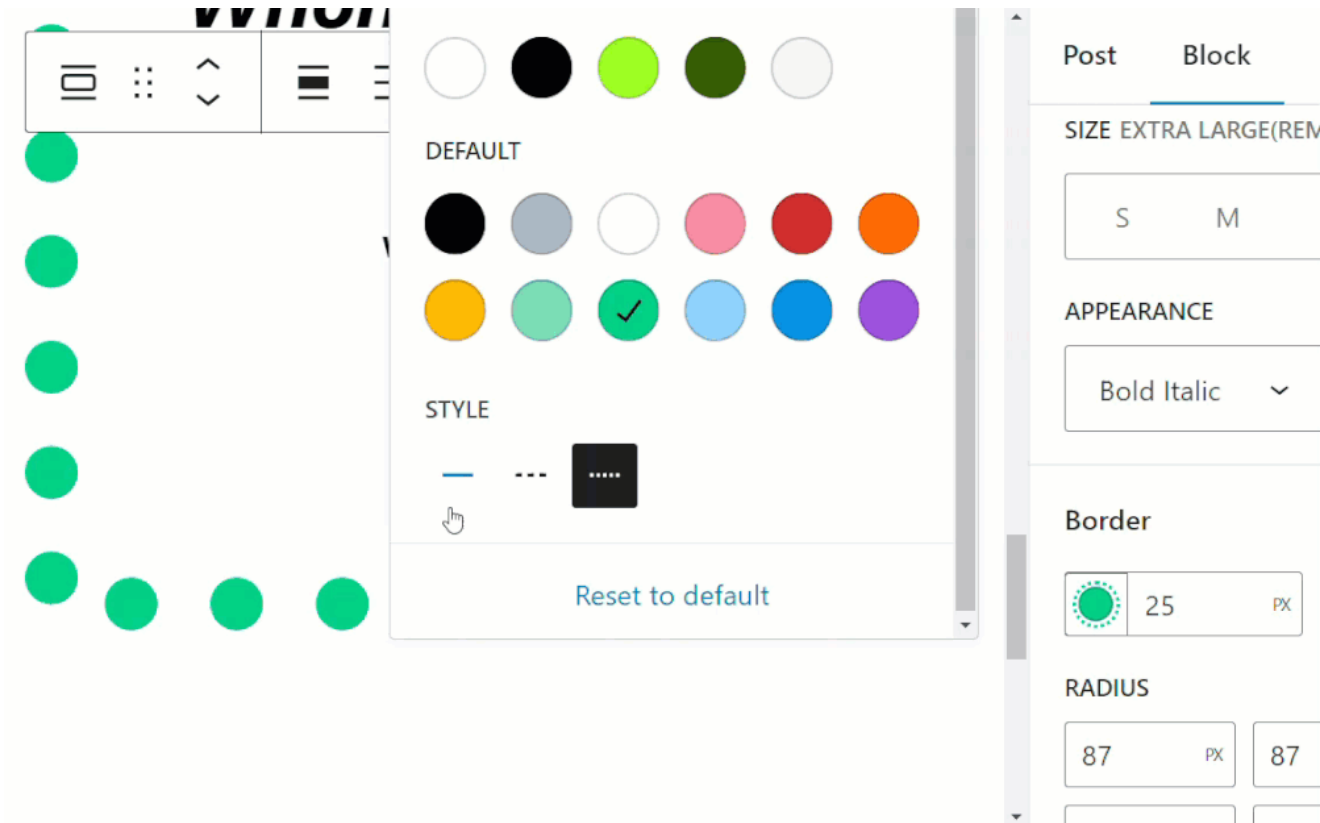 Post Block
SIZE EXTRA LARGE(REM
DEFAULT
S M
APPEARANCE
Bold Italic
STYLE
Border
Reset to default
25 PX
RADIUS
87 PX 87